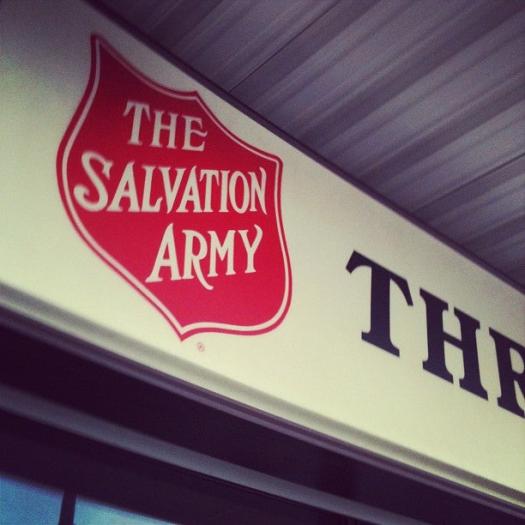 THE
SALVATION
ARMY
®
THR